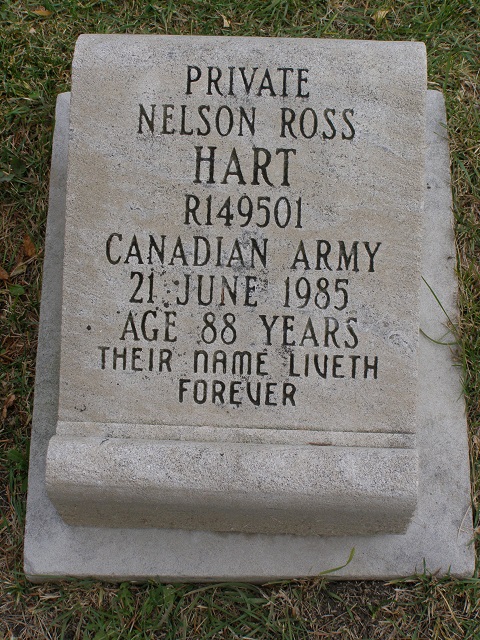 PRIVATE
NELSON ROSS
HART
R149501
CANADIAN ARMY
21 JUNE 1985
AGE 88 YEARS
THEIR NAME LIVETH
FOREVER